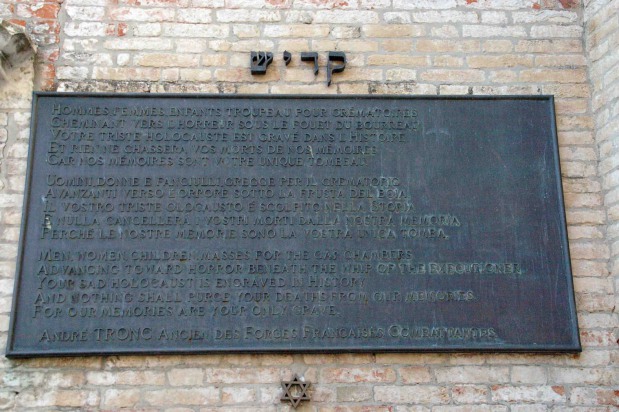 קדיש
HOMMES, FEMMES, ENFANTS TROUPEAU POUR CRÉMATOIRES
CHEMINANT VERS L'HORREUR SOUS LE FOUET DU BOURREAU
VOTRE TRISTE HOLOCAUSTE EST GRAVÉ DANS L'HISTOIRE
ET RIEN NE CHASSERA, VOS MORTS DE NOS MÉMOIRES
CAR NOS MÉMOIRES SONT VOTRE UNIQUE TOMBEAU
UOMINI, DONNE E FANCIULLI, GREGGE PER IL CREMATORIO
AVANZANTI VERSO L'ORRORE SOTTO LA FRUSTA DEL BOIA
IL VOSTRO TRISTE OLOCAUSTO È SCOLPITO NELLA STORIA
E NULLA CANCELLERÀ I VOSTRI MORTI DALLA NOSTRA MEMORIA
PERCHÈ LE NOSTRE MEMORIE SONO LA VOSTRA UNICA TOMBA
MEN, WOMEN, CHILDREN, MASSES FOR THE GAS CHAMBERS
ADVANCING TOWARD HORROR BENEATH THE WHIP OF THE EXECUTIONER
YOUR SAD HOLOCAUST IS ENGRAVED IN HISTORY
AND NOTHING SHALL PURGE YOUR DEATHS FROM OUR MEMORIES
FOR OUR MEMORIES ARE YOUR ONLY GRAVE
ANDRÉ TRONC ANCIEN DES FORCES FRANÇAISES COMBATTANTES